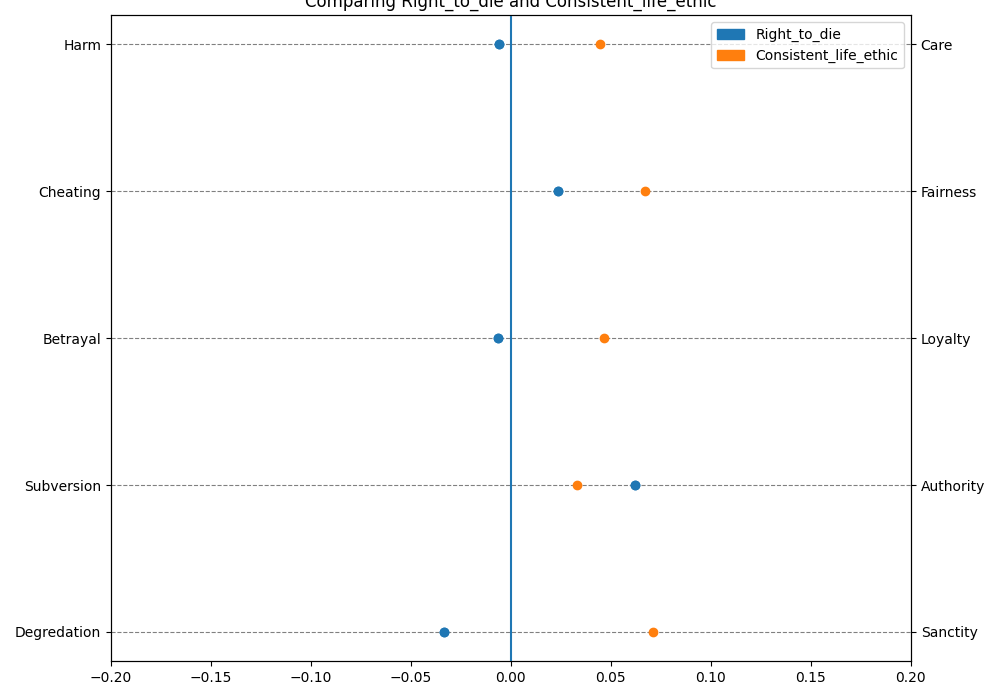 Comparing Right_to_die and Consistent_life_ethic
Right_to_die
Consistent_life_ethic
Harm
Care
Cheating
Fairness
Betrayal
Loyalty
Subversion
Authority
Degredation
Sanctity
−0.20 −0.15 −0.10 −0.05 0.00 0.05 0.10 0.15 0.20